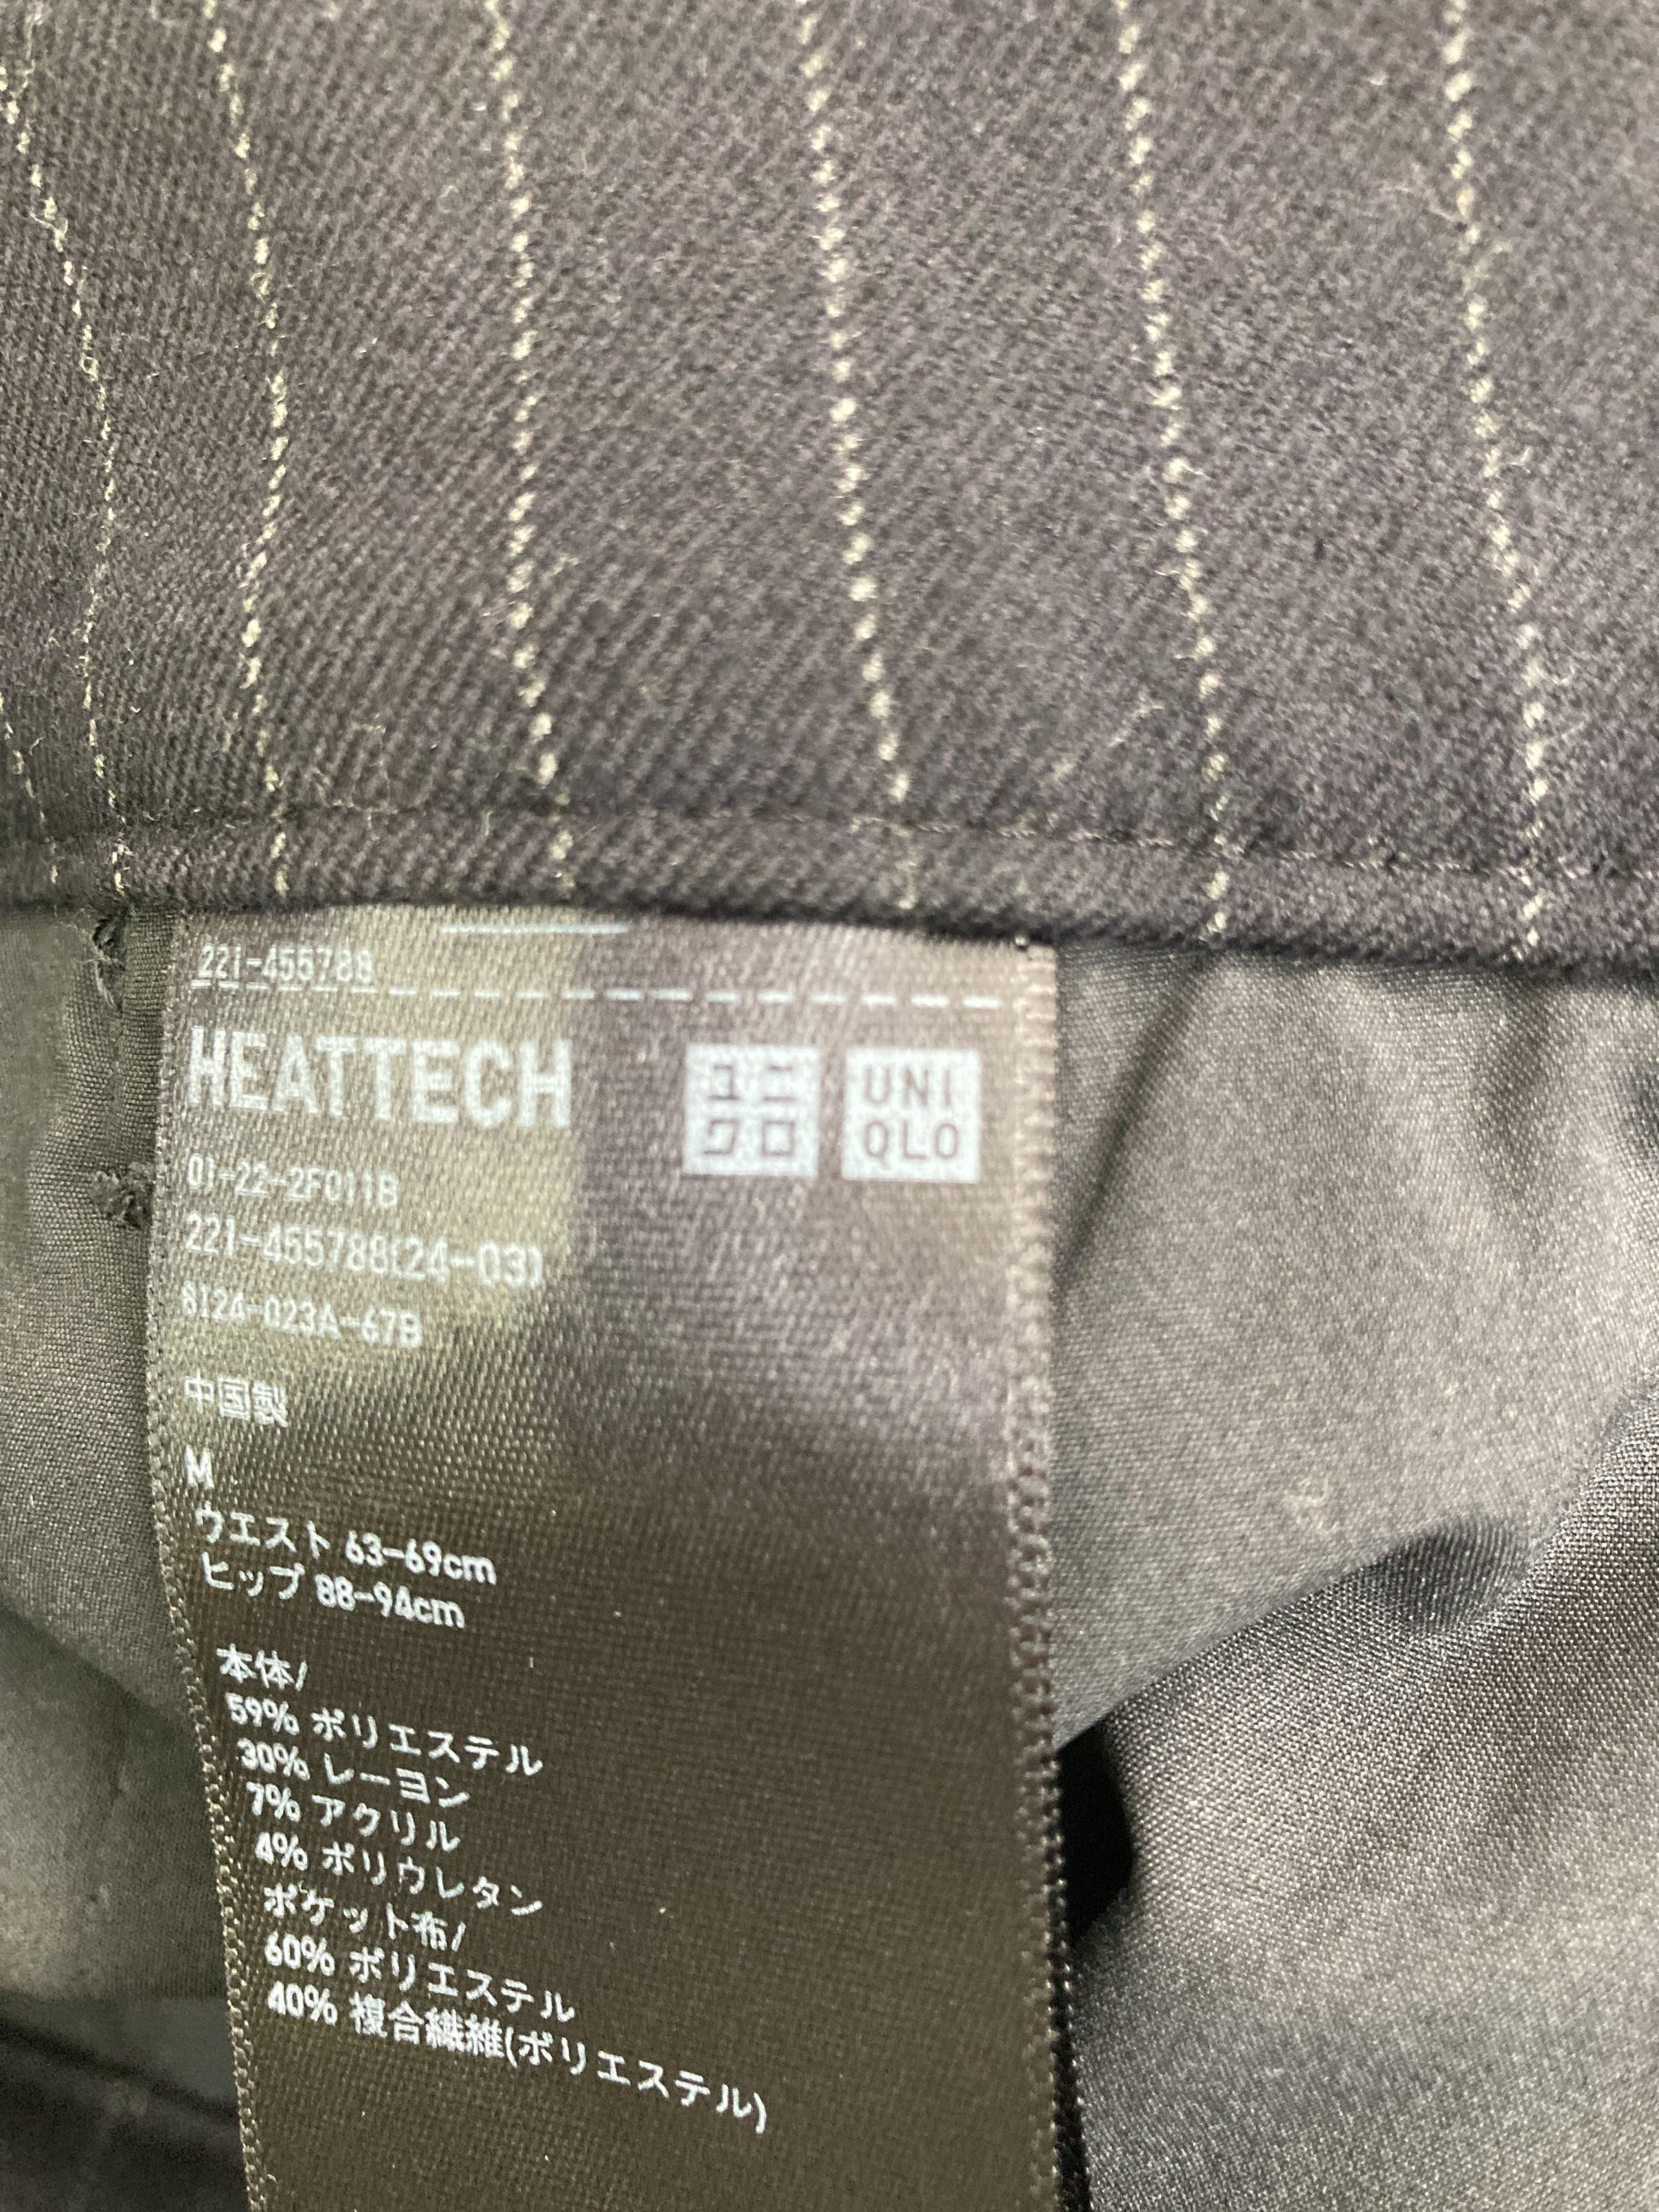 221-455788
HEATTECH
ユニ
クロ
UNI
QLO
01-22-2F011B
221-455788(24-03)
8124-023A-67B
中国製
M
ウエスト 63-69cm
ヒップ 88-94cm
本体/
59% ポリエステル
30% レーヨン
7% アクリル
4% ポリウレタン
ポケット布/
60% ポリエステル
40% 複合繊維(ポリエステル)